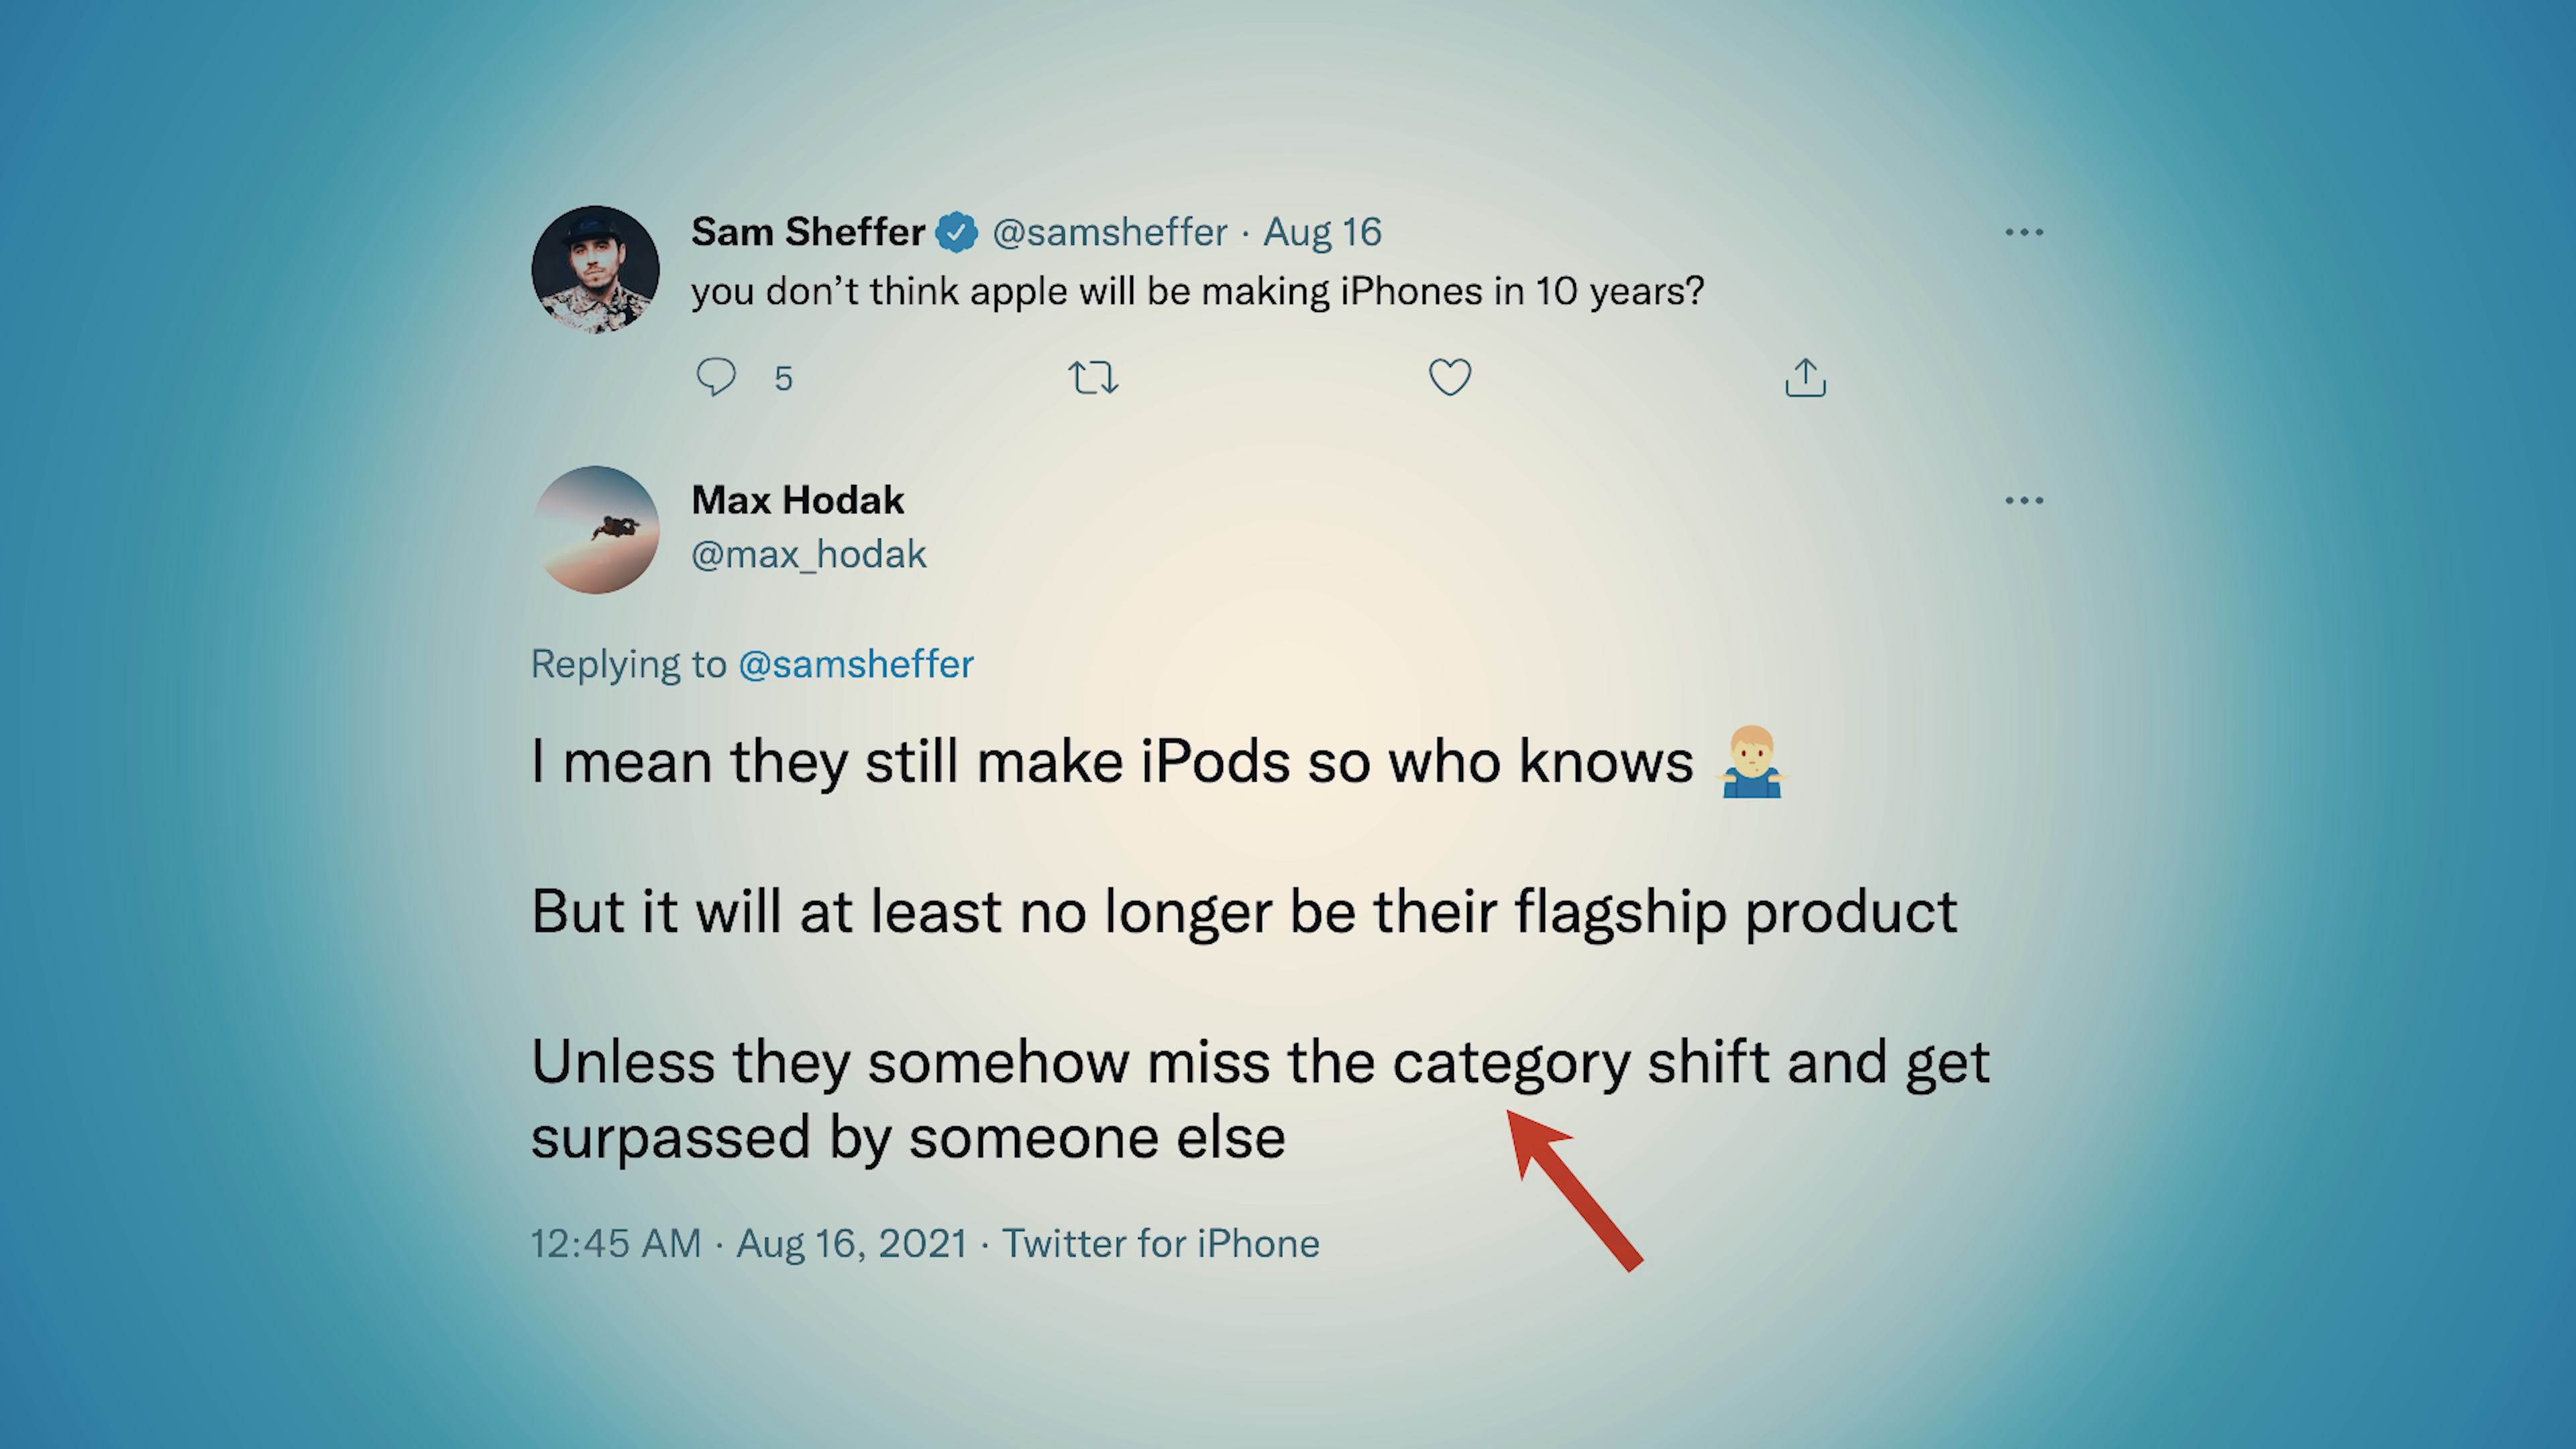 Sam Sheffer @samsheffer · Aug 16
you don’t think apple will be making iPhones in 10 years?
5
Max Hodak
@max_hodak
Replying to @samsheffer
I mean they still make iPods so who knows 🤷🏼‍♂️
But it will at least no longer be their flagship product
Unless they somehow miss the category shift and get
surpassed by someone else
12:45 AM · Aug 16, 2021 · Twitter for iPhone